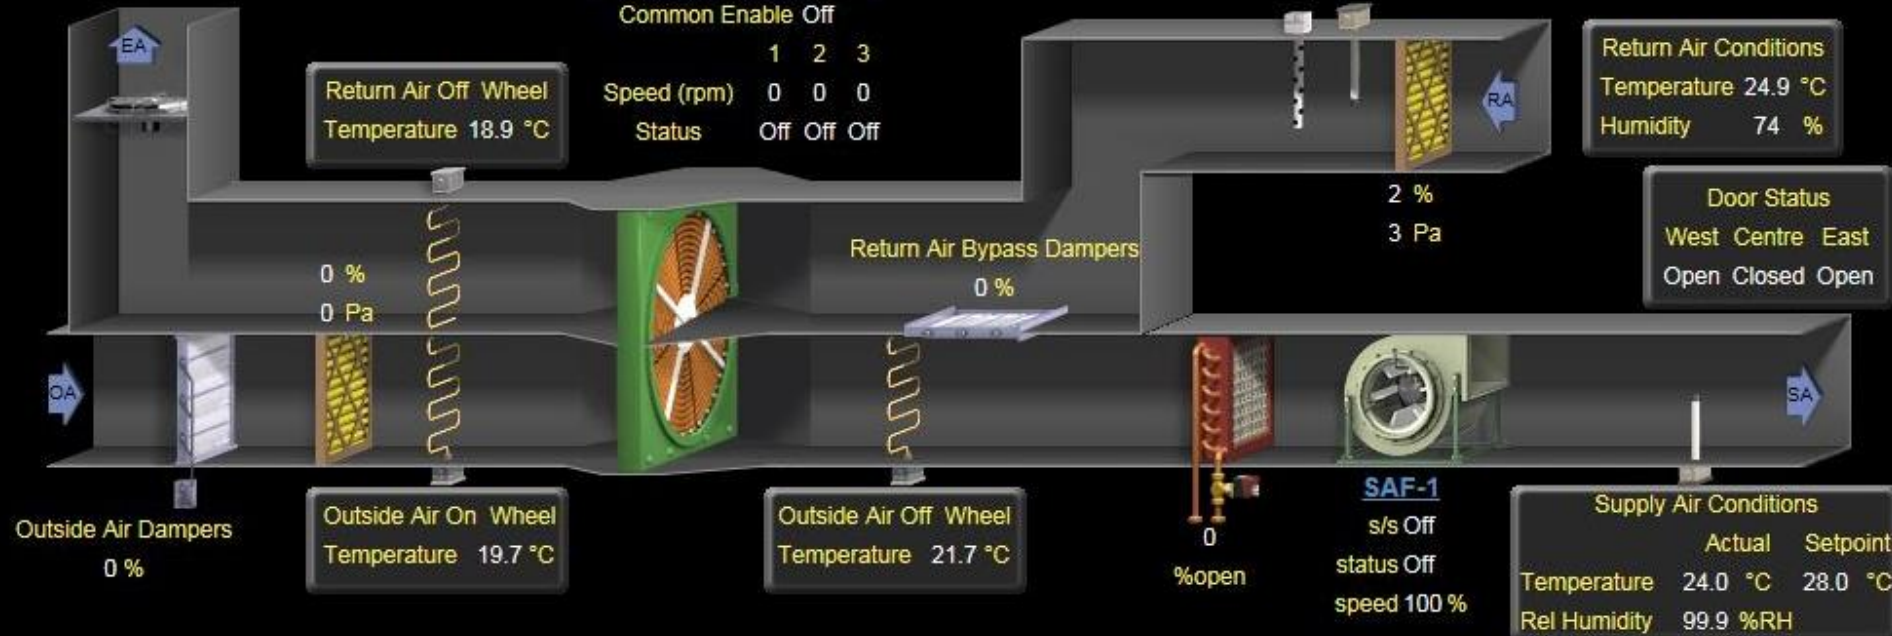 Common Enable Off
1 2 3
Speed (rpm) 0 0 0
Status Off Off Off
EA
Return Air Off Wheel
Temperature 18.9 °C
RA
Return Air Conditions
Temperature 24.9 °C
Humidity 74 %
2 %
3 Pa
Door Status
West Centre East
Open Closed Open
0 %
0 Pa
Return Air Bypass Dampers
0 %
OA
SA
Outside Air Dampers
0 %
Outside Air On Wheel
Temperature 19.7 °C
Outside Air Off Wheel
Temperature 21.7 °C
0
%open
SAF-1
s/s Off
status Off
speed 100 %
Supply Air Conditions
Actual Setpoint
Temperature 24.0 °C 28.0 °C
Rel Humidity 99.9 %RH